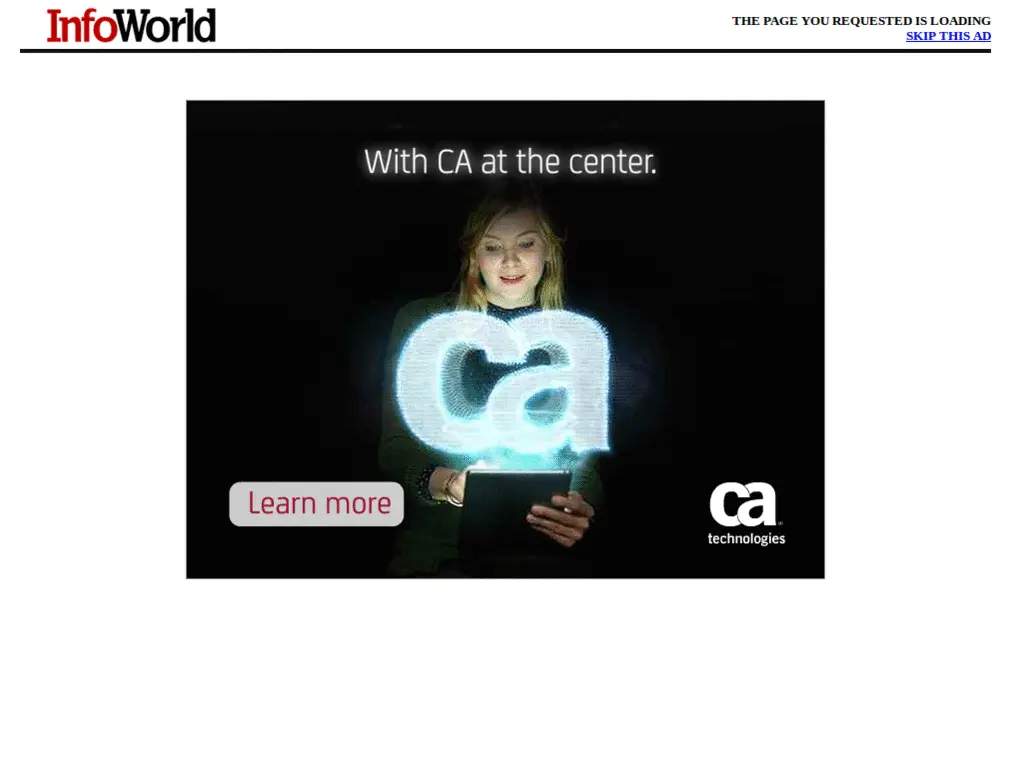 InfoWorld
THE PAGE YOU REQUESTED IS LOADING
SKIP THIS AD
With CA at the center.
ca
Learn more
ca
technologies